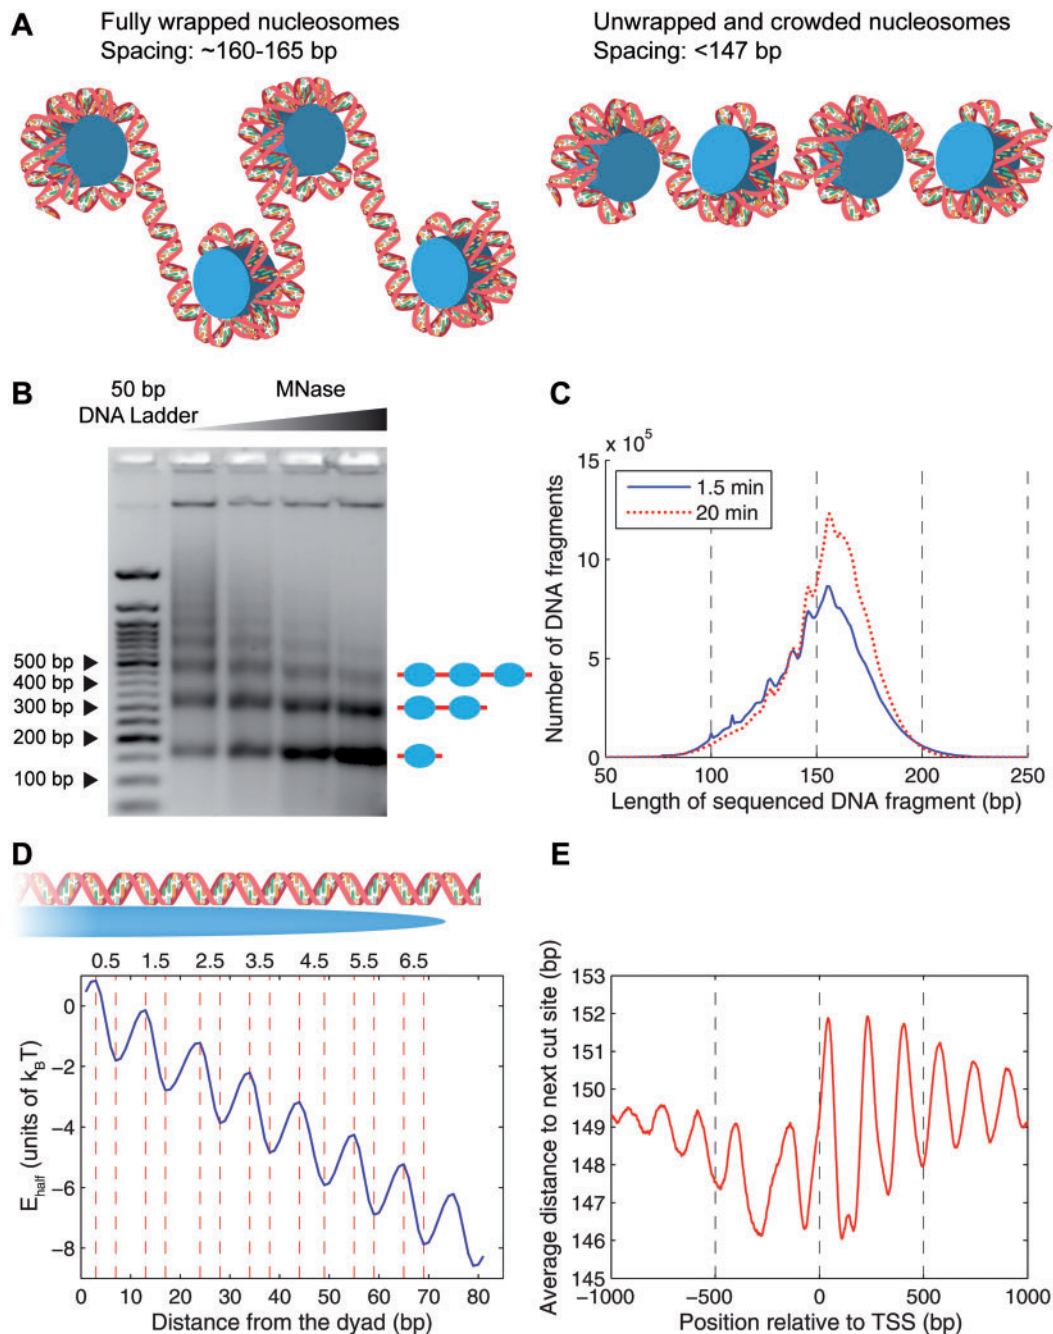 A
Fully wrapped nucleosomes
Spacing: ~160-165 bp
Unwrapped and crowded nucleosomes
Spacing: <147 bp
B
50 bp
DNA Ladder
MNase
500 bp
400 bp
300 bp
200 bp
100 bp
C
x 10^5
15
10
5
0
1.5 min
20 min
Number of DNA fragments
50 100 150 200 250
Length of sequenced DNA fragment (bp)
D
0.5 1.5 2.5 3.5 4.5 5.5 6.5
0
−2
−4
−6
−8
E_half (units of k_BT)
0 10 20 30 40 50 60 70 80
Distance from the dyad (bp)
E
153
152
151
150
149
148
147
146
145
Average distance to next cut site (bp)
−1000 −500 0 500 1000
Position relative to TSS (bp)